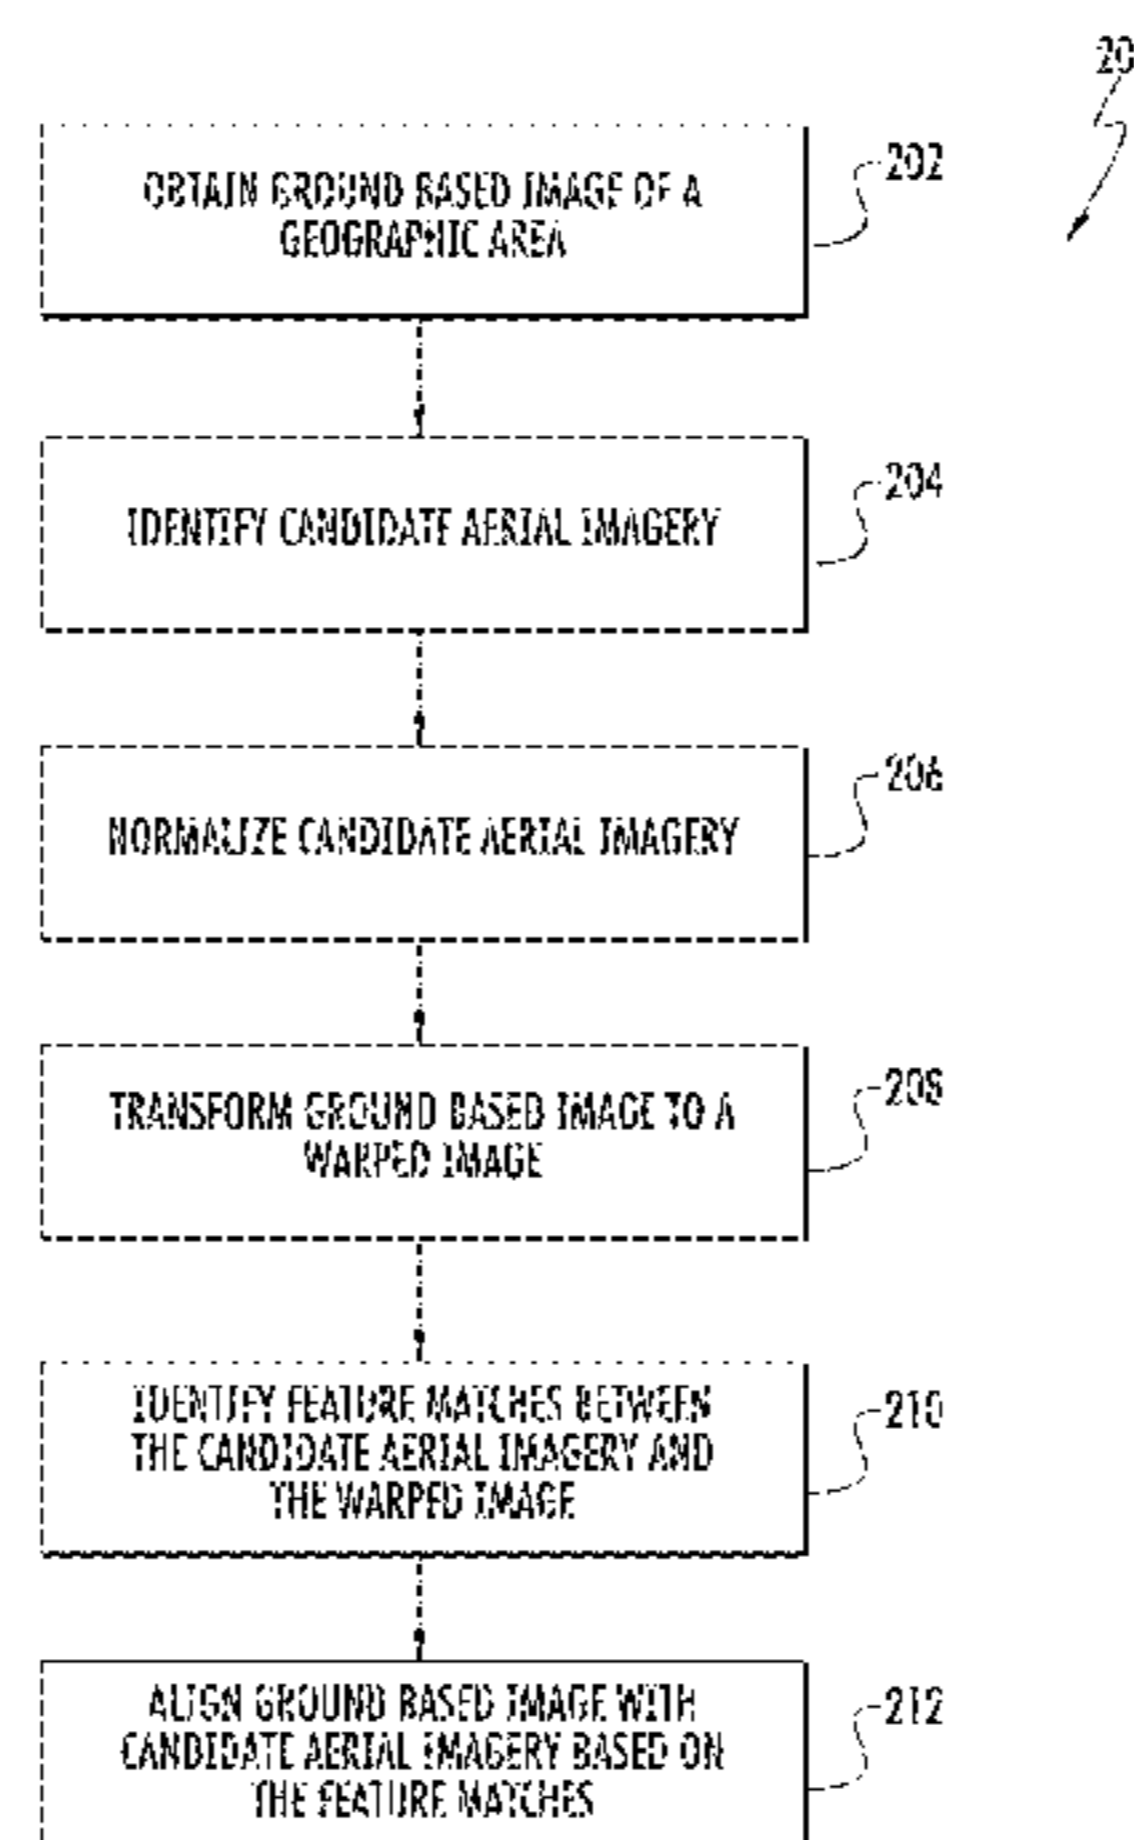 20
OBTAIN GROUND BASED IMAGE OF A
GEOGRAPHIC AREA
202
IDENTIFY CANDIDATE AERIAL IMAGERY
204
NORMALIZE CANDIDATE AERIAL IMAGERY
206
TRANSFORM GROUND BASED IMAGE TO A
WARPED IMAGE
208
IDENTIFY FEATURE MATCHES BETWEEN
THE CANDIDATE AERIAL IMAGERY AND
THE WARPED IMAGE
210
ALIGN GROUND BASED IMAGE WITH
CANDIDATE AERIAL IMAGERY BASED ON
THE FEATURE MATCHES
212